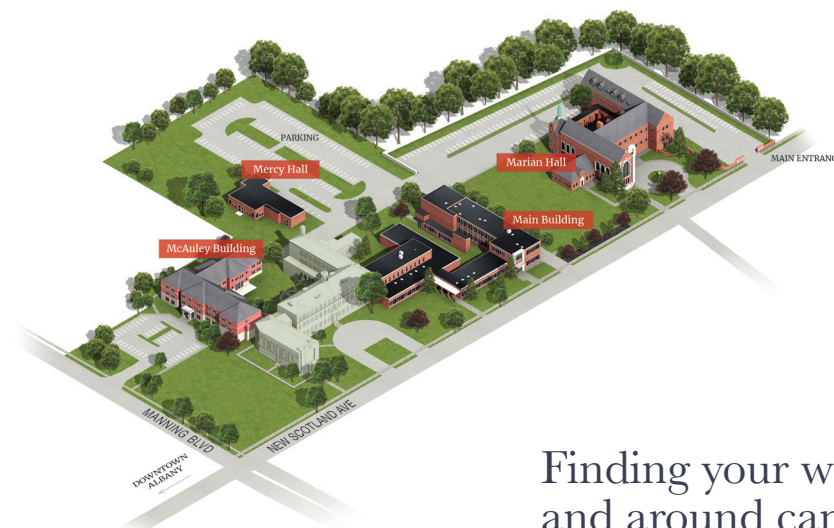 PARKING
Mercy Hall
Marian Hall
MAIN ENTRANC
Main Building
McAuley Building
MANNING BLVD
NEW SCOTLAND AVE
DOWNTOWN
ALBANY
Finding your w
and around can